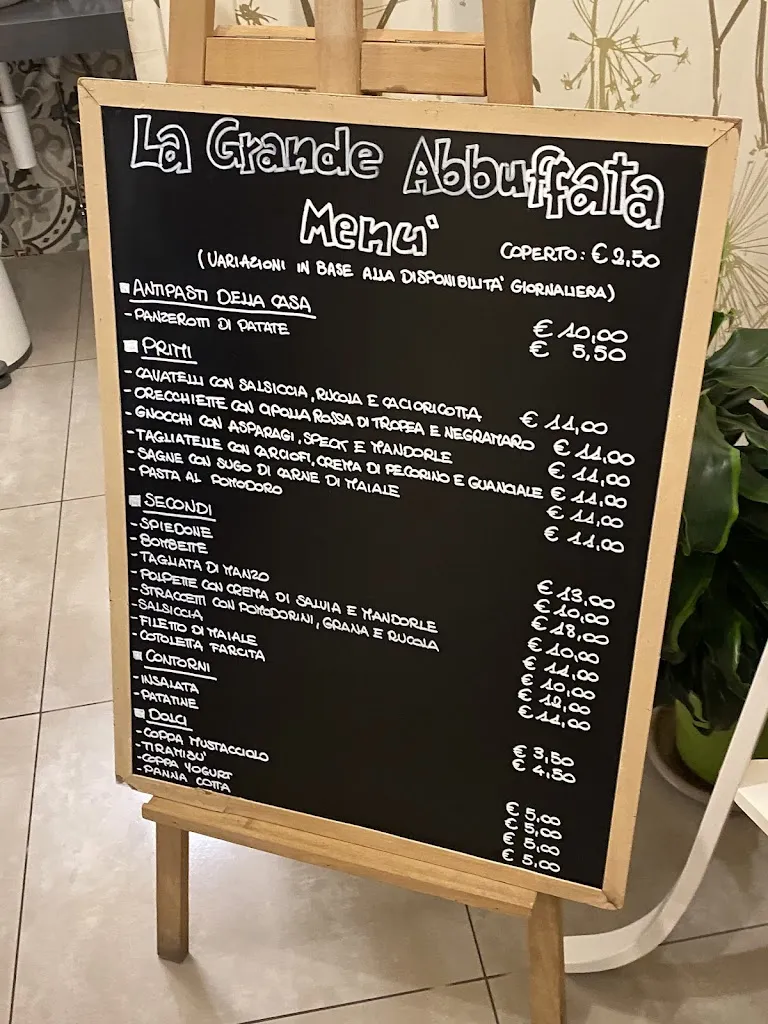 La Grande Abbuffata
Menu'
COPERTO: € 2,50
(VARIAZIONI IN BASE ALLA DISPONIBILITA' GIORNALIERA)
ANTIPASTI DELLA CASA € 10,00
- PANZEROTTI DI PATATE € 5,50
PRIMI
- CAVATELLI CON SALSICCIA, RUCOLA E CACIORICOTTA € 11,00
- ORECCHIETTE CON CIPOLLA ROSSA DI TROPEA E NEGRAMARO € 11,00
- GNOCCHI CON ASPARAGI, SPECK E MANDORLE € 11,00
- TAGLIATELLE CON CARCIOFI, CREMA DI PECORINO E GUANCIALE € 11,00
- SAGNE CON SUGO DI CARNE DI MAIALE € 11,00
- PASTA AL POMODORO € 11,00
SECONDI
- SPIEDONE € 13,00
- BOMBETTE € 10,00
- TAGLIATA DI MANZO € 18,00
- POLPETTE CON CREMA DI SALVIA E MANDORLE € 10,00
- STRACCETTI CON POMODORINI, GRANA E RUCOLA € 11,00
- SALSICCIA € 10,00
- FILETTO DI MAIALE € 12,00
- COTOLETTA FARCITA € 11,00
CONTORNI
- INSALATA € 3,50
- PATATINE € 4,50
DOLCI
- COPPA MUSTACCIOLO € 5,00
- TIRAMISU' € 5,00
- COPPA YOGURT € 5,00
- PANNA COTTA € 5,00